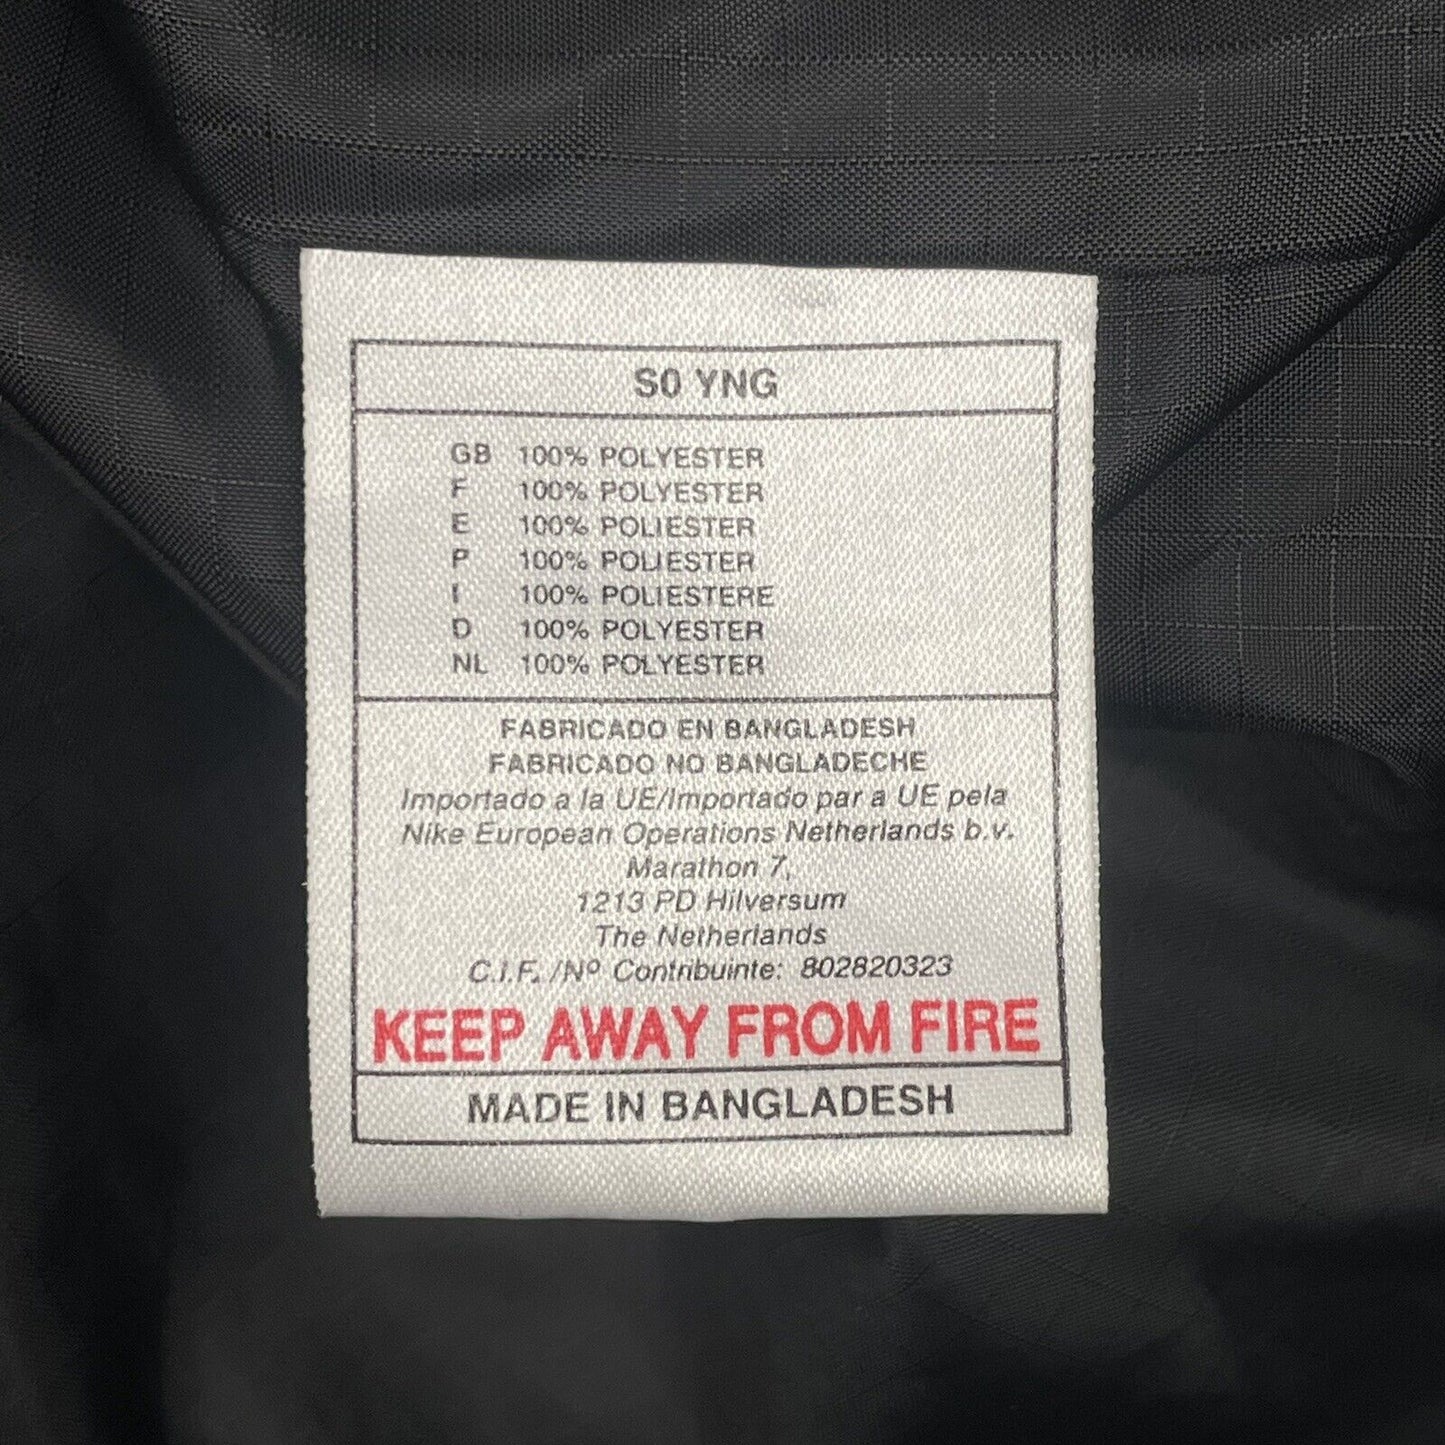 S0 YNG
GB 100% POLYESTER
F 100% POLYESTER
E 100% POLIESTER
P 100% POLIESTER
I 100% POLIESTERE
D 100% POLYESTER
NL 100% POLYESTER
FABRICADO EN BANGLADESH
FABRICADO NO BANGLADECHE
Importado a la UE/Importado par a UE pela
Nike European Operations Netherlands b.v.
Marathon 7,
1213 PD Hilversum
The Netherlands
C.I.F. /Nº Contribuinte: 802820323
KEEP AWAY FROM FIRE
MADE IN BANGLADESH